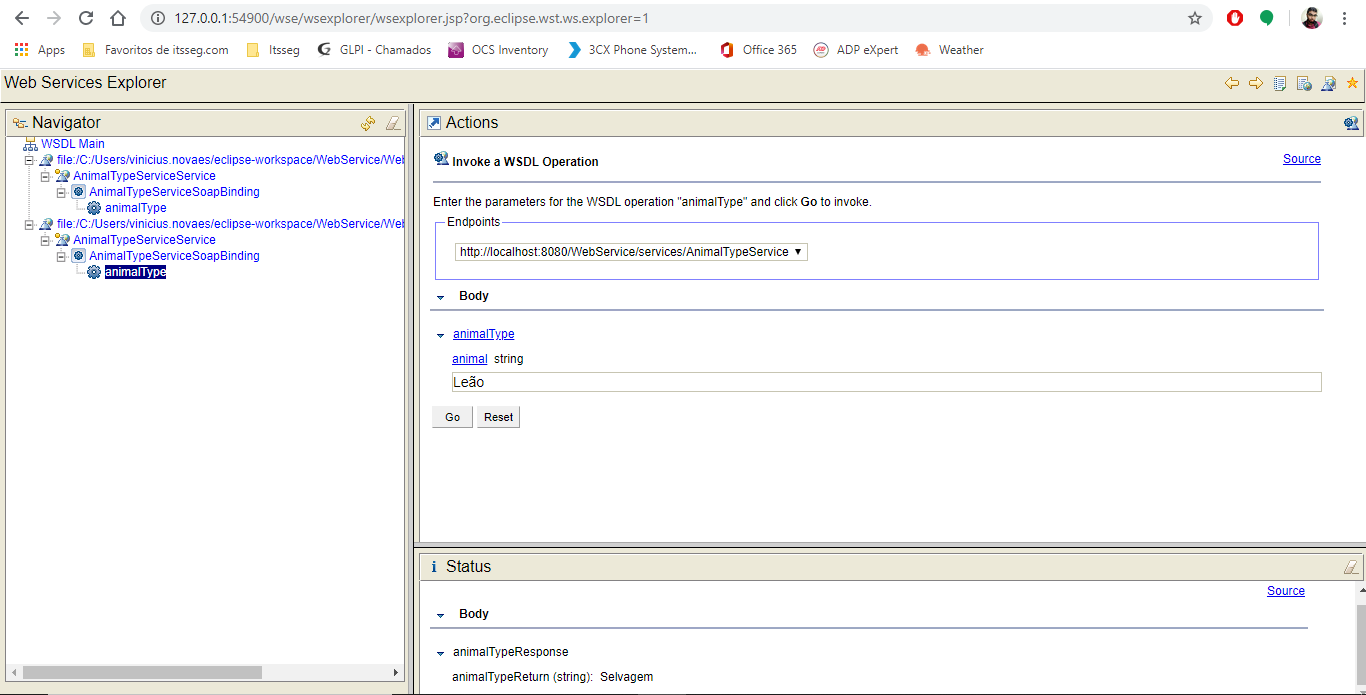 127.0.0.1:54900/wse/wsexplorer/wsexplorer.jsp?org.eclipse.wst.ws.explorer=1
Apps Favoritos de itsseg.com Itsseg GLPI - Chamados OCS Inventory 3CX Phone System... Office 365 ADP eXpert Weather
Web Services Explorer
Navigator
WSDL Main
file:/C:/Users/vinicius.novaes/eclipse-workspace/WebService/Web
AnimalTypeServiceService
AnimalTypeServiceSoapBinding
animalType
file:/C:/Users/vinicius.novaes/eclipse-workspace/WebService/Web
AnimalTypeServiceService
AnimalTypeServiceSoapBinding
animalType
Actions
Invoke a WSDL Operation Source
Enter the parameters for the WSDL operation "animalType" and click Go to invoke.
Endpoints
http://localhost:8080/WebService/services/AnimalTypeService
Body
animalType
animal string
Leão
Go Reset
Status
Source
Body
animalTypeResponse
animalTypeReturn (string): Selvagem